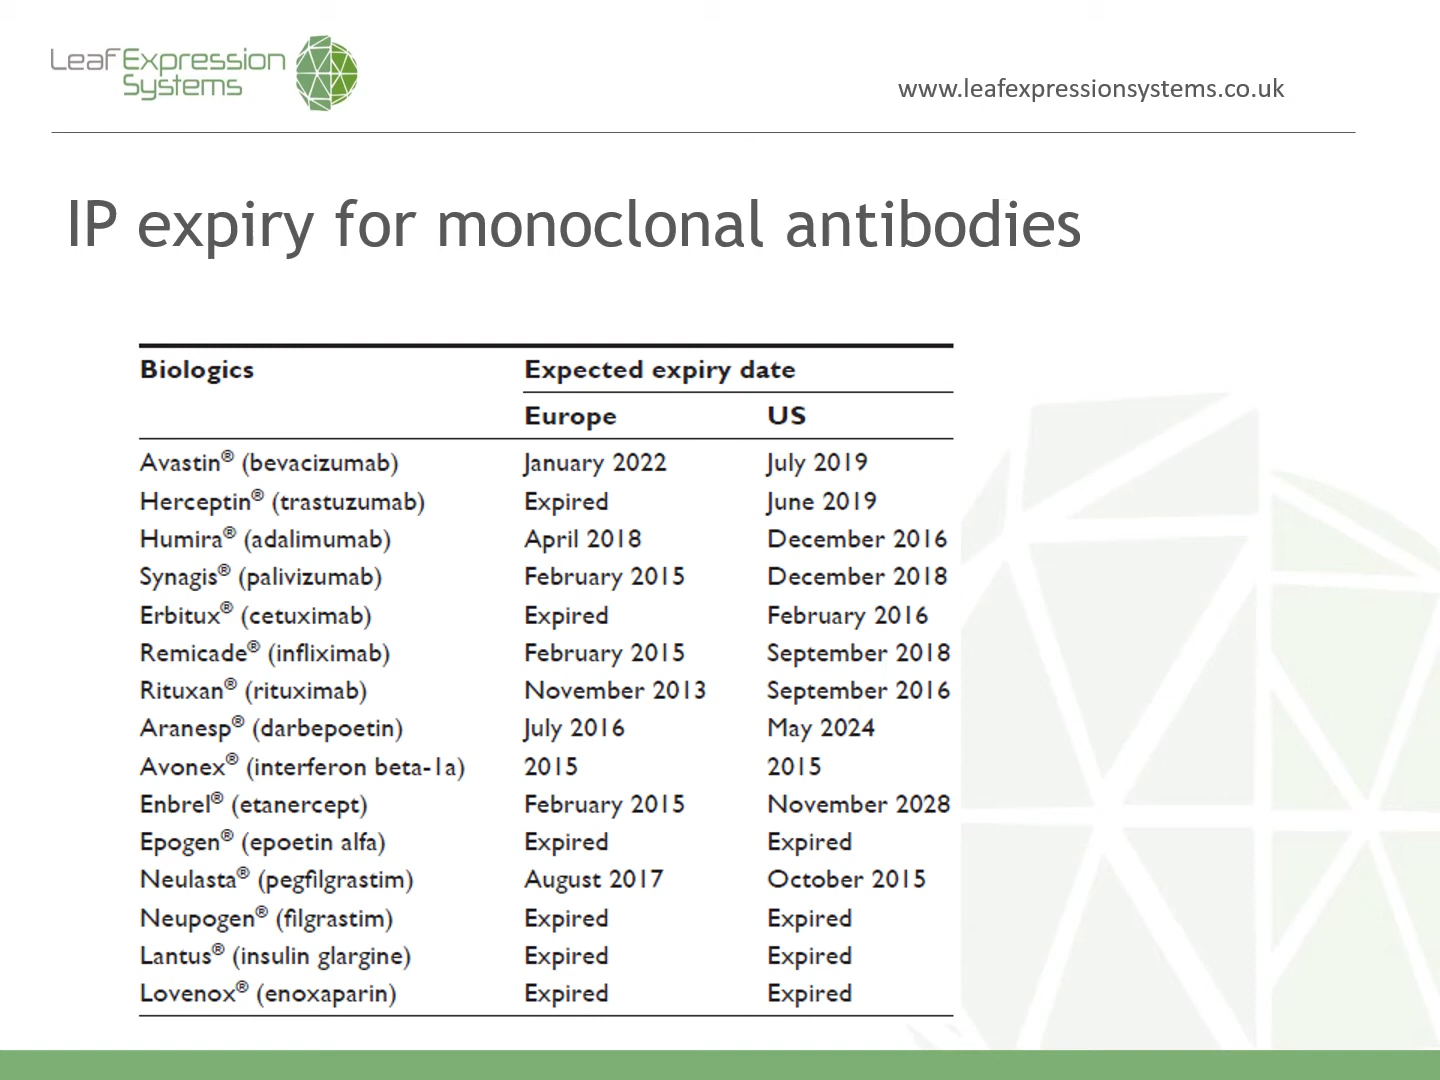 Leaf Expression
Systems
www.leafexpressionsystems.co.uk
IP expiry for monoclonal antibodies
Biologics Expected expiry date
Europe US
Avastin® (bevacizumab) January 2022 July 2019
Herceptin® (trastuzumab) Expired June 2019
Humira® (adalimumab) April 2018 December 2016
Synagis® (palivizumab) February 2015 December 2018
Erbitux® (cetuximab) Expired February 2016
Remicade® (infliximab) February 2015 September 2018
Rituxan® (rituximab) November 2013 September 2016
Aranesp® (darbepoetin) July 2016 May 2024
Avonex® (interferon beta-1a) 2015 2015
Enbrel® (etanercept) February 2015 November 2028
Epogen® (epoetin alfa) Expired Expired
Neulasta® (pegfilgrastim) August 2017 October 2015
Neupogen® (filgrastim) Expired Expired
Lantus® (insulin glargine) Expired Expired
Lovenox® (enoxaparin) Expired Expired